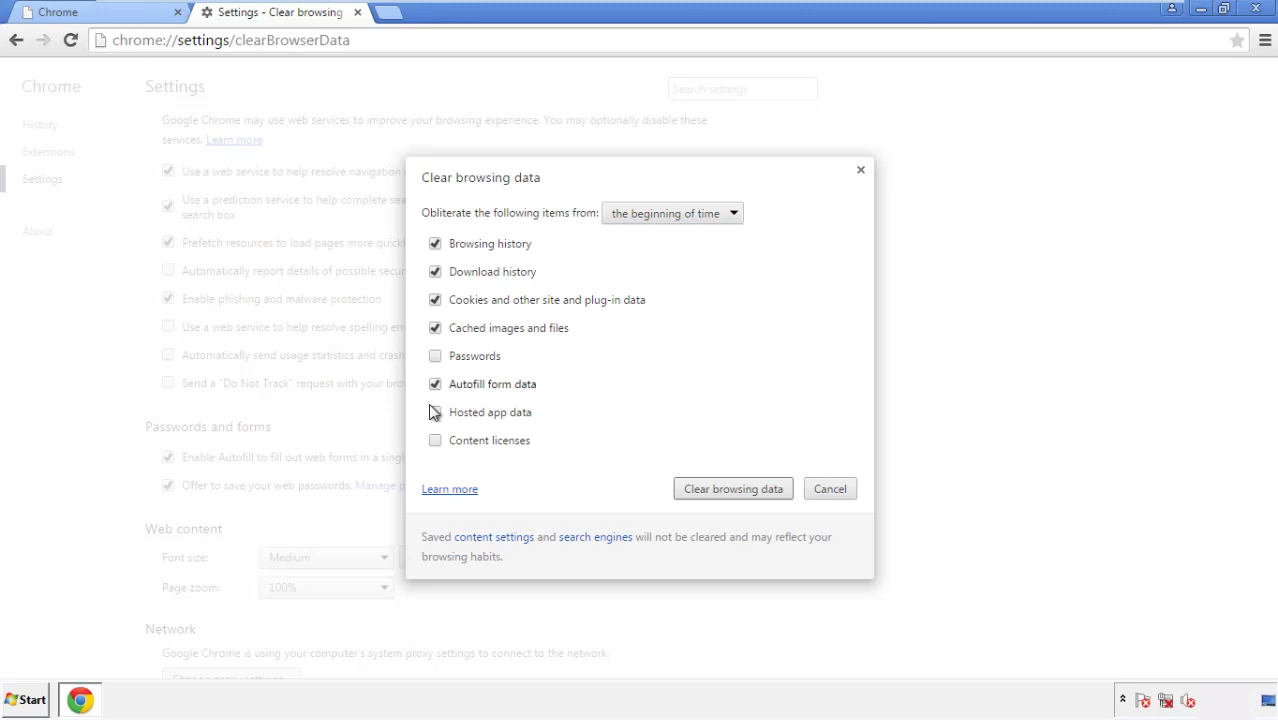 Chrome
Settings - Clear browsing
chrome://settings/clearBrowserData
Chrome
History
Extensions
Settings
About
Settings
Search settings
Google Chrome may use web services to improve your browsing experience. You may optionally disable these
services. Learn more
Use a web service to help resolve navigation
Use a prediction service to help complete
search box
Prefetch resources to load pages more
Automatically report details of possible
Enable phishing and malware protection
Use a web service to help resolve spelling
Automatically send usage statistics and
Send a "Do Not Track" request with your
Passwords and forms
Enable Autofill to fill out web forms in a
Offer to save your web passwords. Manage
Web content
Font size:
Medium
Page zoom:
100%
Network
Google Chrome is using your computer's system proxy settings to connect to the network.
Clear browsing data
Obliterate the following items from:
the beginning of time
Browsing history
Download history
Cookies and other site and plug-in data
Cached images and files
Passwords
Autofill form data
Hosted app data
Content licenses
Learn more
Clear browsing data
Cancel
Saved content settings and search engines will not be cleared and may reflect your
browsing habits.
Start